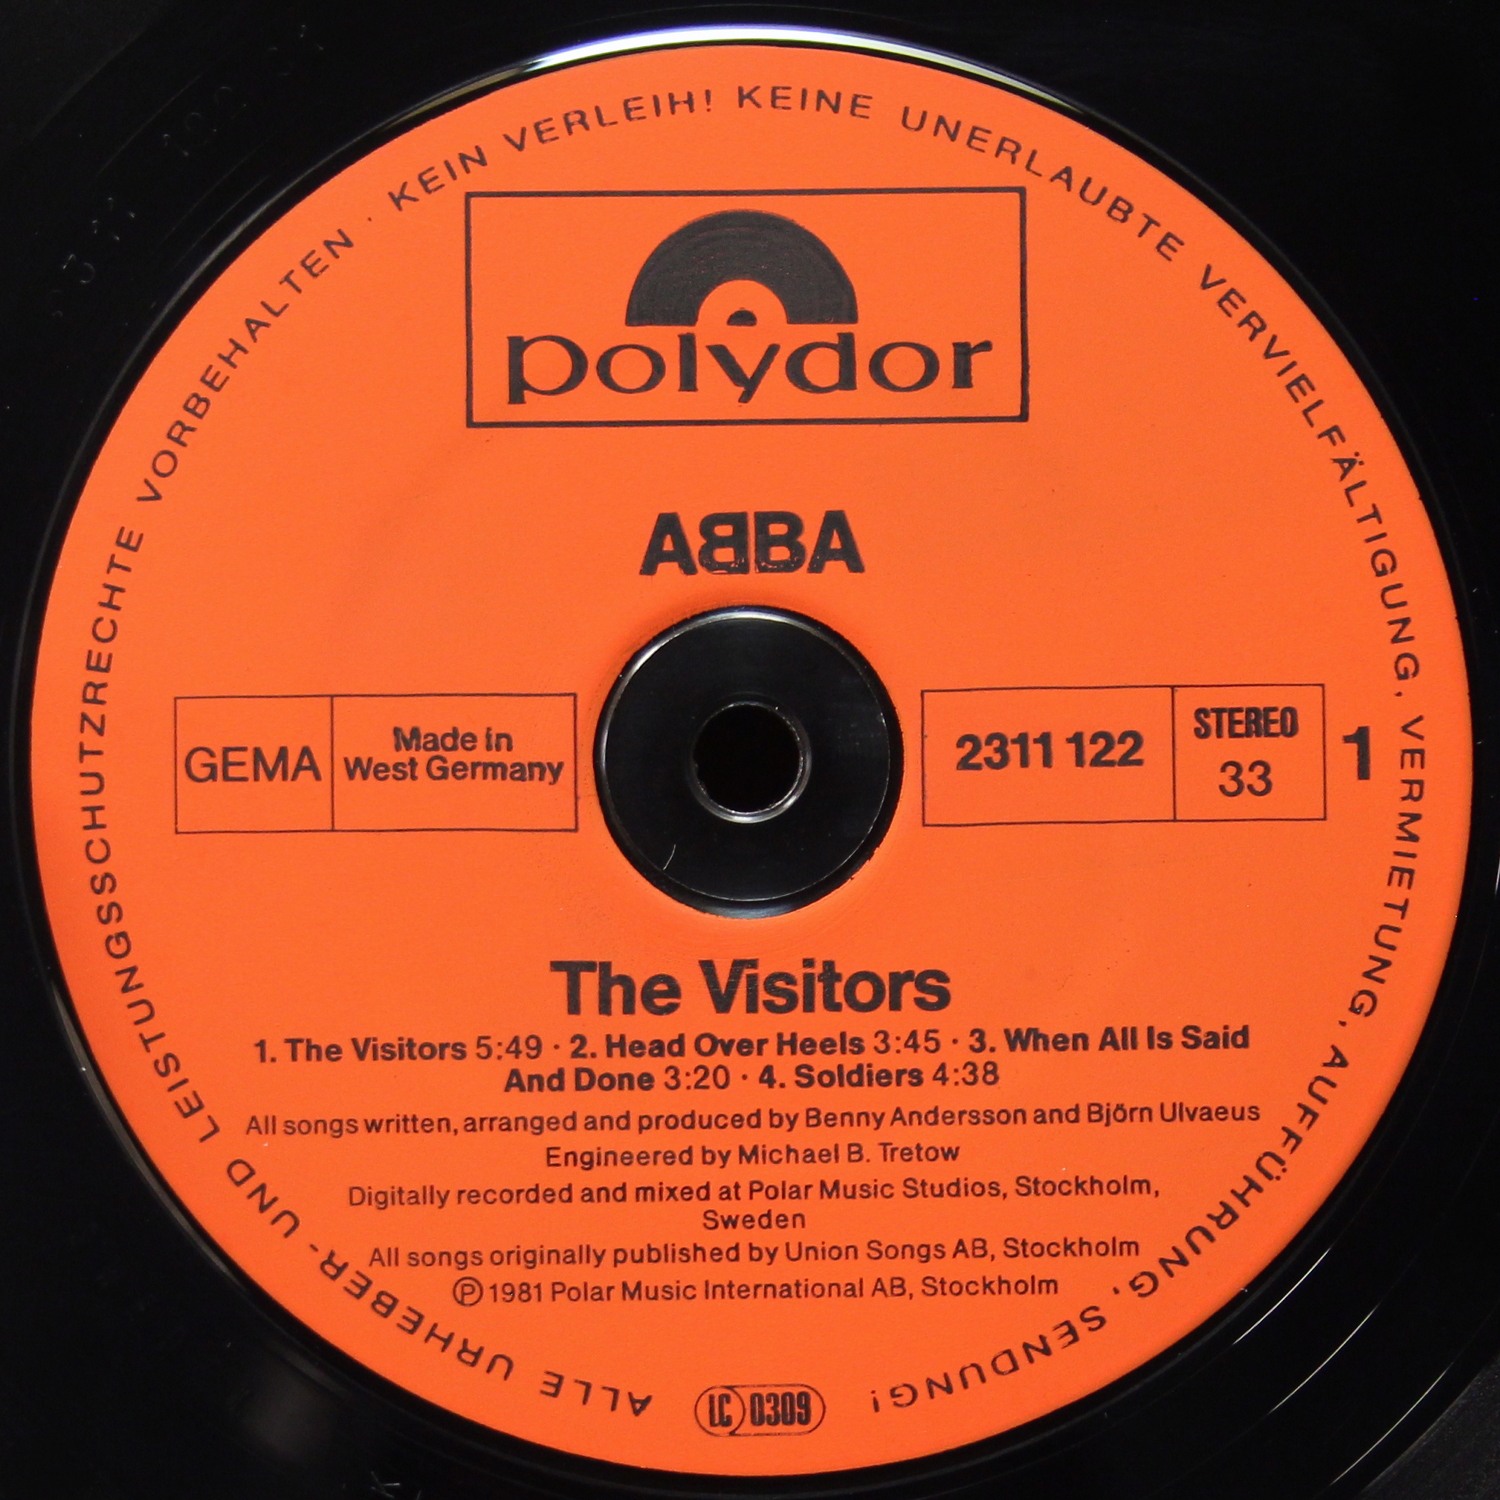 ALLE URHEBER- UND LEISTUNGSSCHUTZRECHTE VORBEHALTEN · KEIN VERLEIH! KEINE UNERLAUBTE VERVIELFÄLTIGUNG, VERMIETUNG, AUFFÜHRUNG, SENDUNG!
polydor
ABBA
GEMA
Made in
West Germany
2311 122
STEREO
33
1
The Visitors
1. The Visitors 5:49 · 2. Head Over Heels 3:45 · 3. When All Is Said
And Done 3:20 · 4. Soldiers 4:38
All songs written, arranged and produced by Benny Andersson and Björn Ulvaeus
Engineered by Michael B. Tretow
Digitally recorded and mixed at Polar Music Studios, Stockholm,
Sweden
All songs originally published by Union Songs AB, Stockholm
℗ 1981 Polar Music International AB, Stockholm
LC 0309